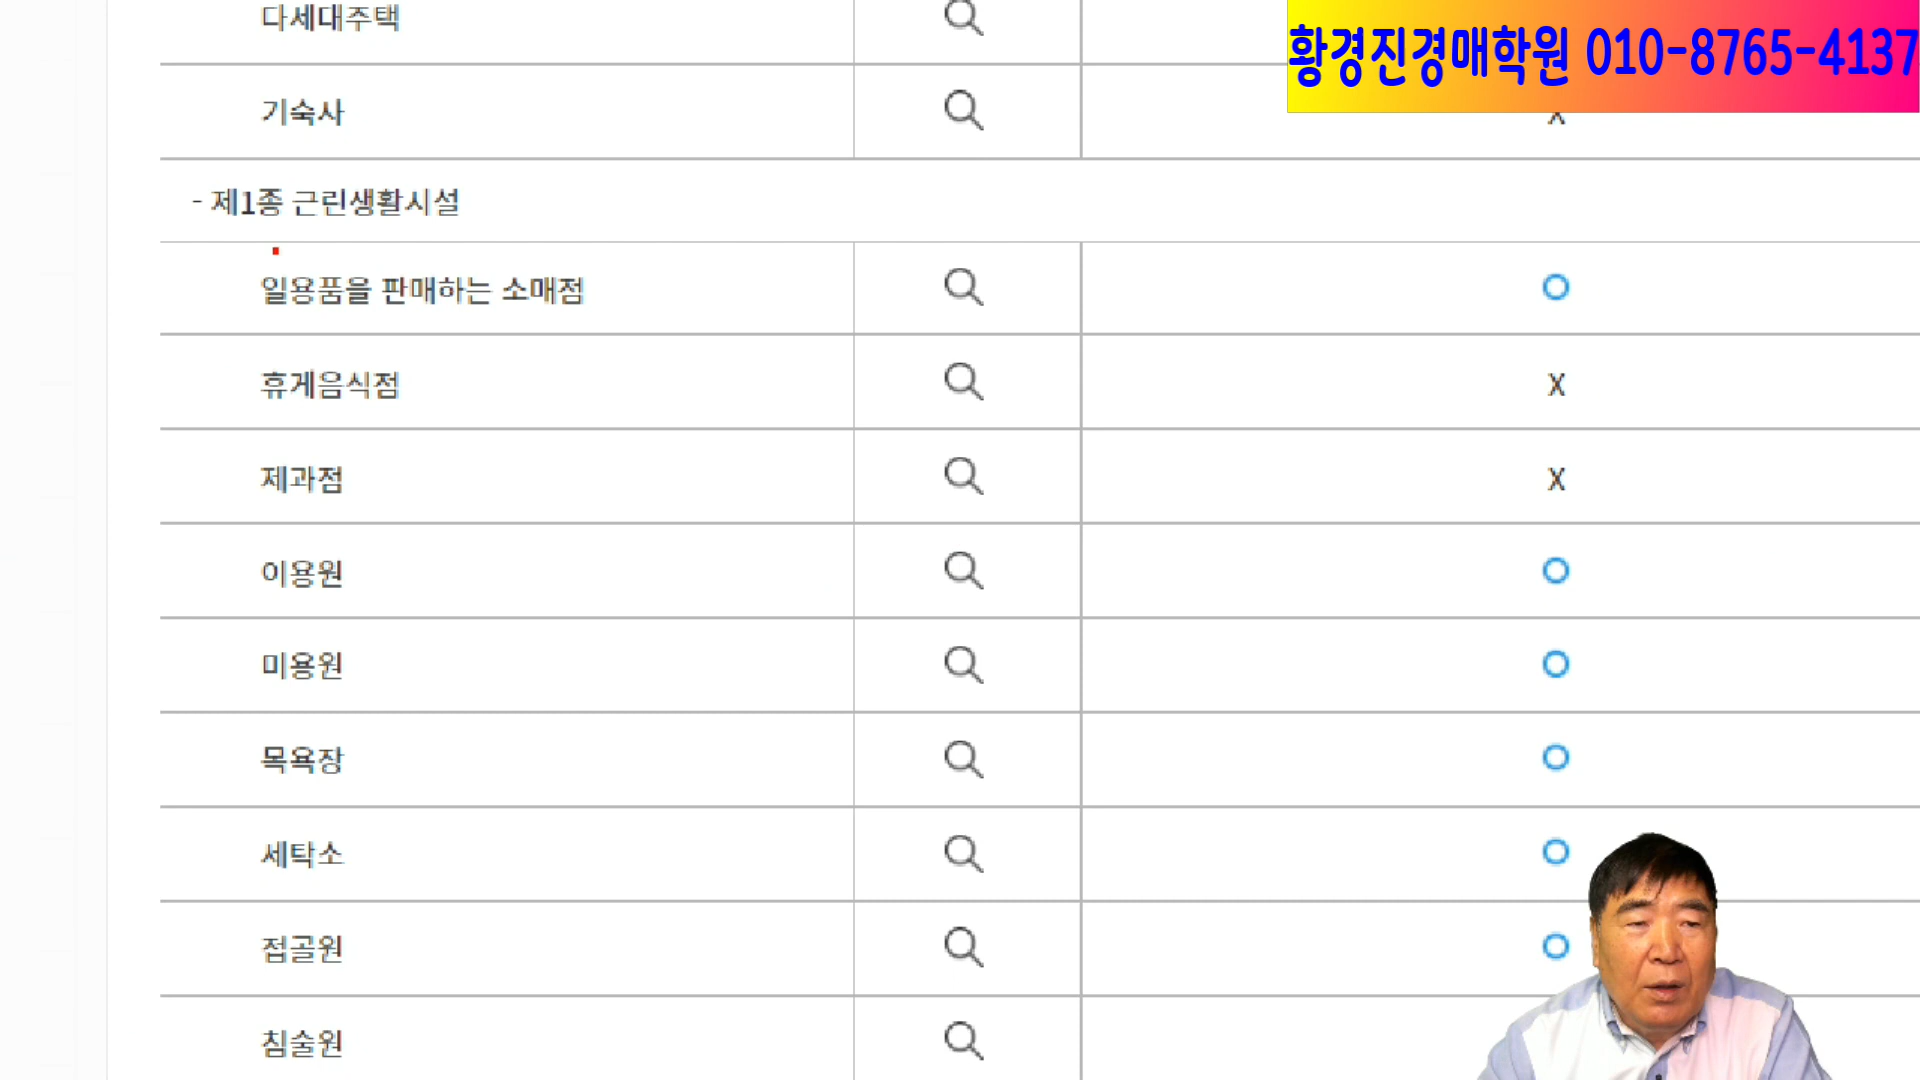 다세대주택
황경진경매학원 010-8765-4137
기숙사 X
- 제1종 근린생활시설
일용품을 판매하는 소매점 O
휴게음식점 X
제과점 X
이용원 O
미용원 O
목욕장 O
세탁소 O
접골원 O
침술원